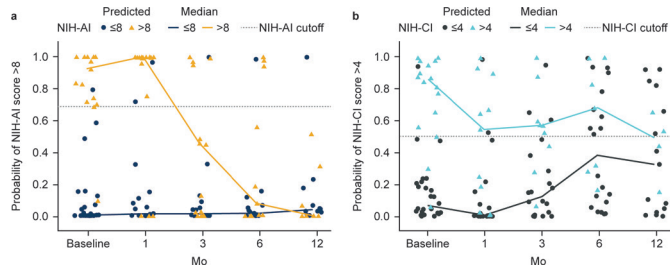 a
Predicted Median
NIH-AI ≤8 >8 ≤8 >8 NIH-AI cutoff
Probability of NIH-AI score >8
1.0
0.8
0.6
0.4
0.2
0.0
Baseline 1 3 6 12
Mo
b
Predicted Median
NIH-CI ≤4 >4 ≤4 >4 NIH-CI cutoff
Probability of NIH-CI score >4
1.0
0.8
0.6
0.4
0.2
0.0
Baseline 1 3 6 12
Mo